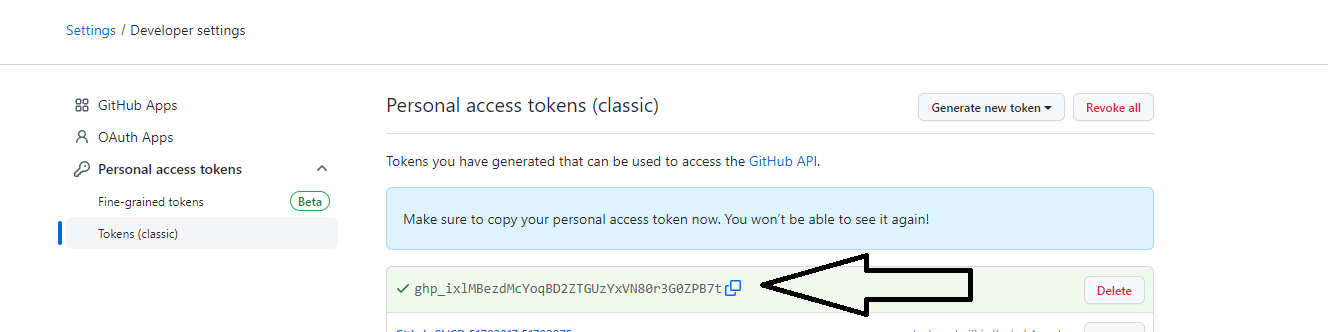 Settings / Developer settings
GitHub Apps
OAuth Apps
Personal access tokens
Fine-grained tokens Beta
Tokens (classic)
Personal access tokens (classic)
Generate new token
Revoke all
Tokens you have generated that can be used to access the GitHub API.
Make sure to copy your personal access token now. You won't be able to see it again!
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
Delete